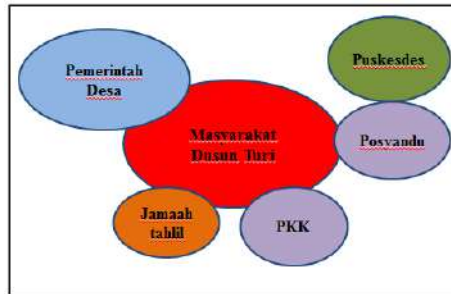 Pemerintah
Desa
Puskesdes
Masyarakat
Dusun Turi
Posyandu
Jamaah
tahlil
PKK